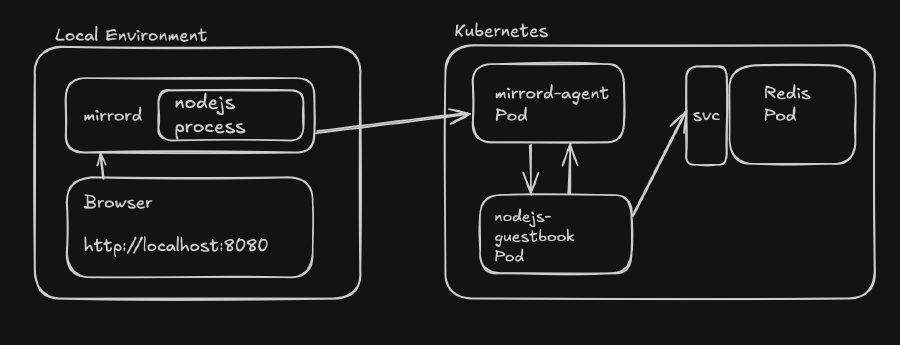 Local Environment
mirrord
nodejs
process
Browser
http://localhost:8080
Kubernetes
mirrord-agent
Pod
nodejs-
guestbook
Pod
svc
Redis
Pod